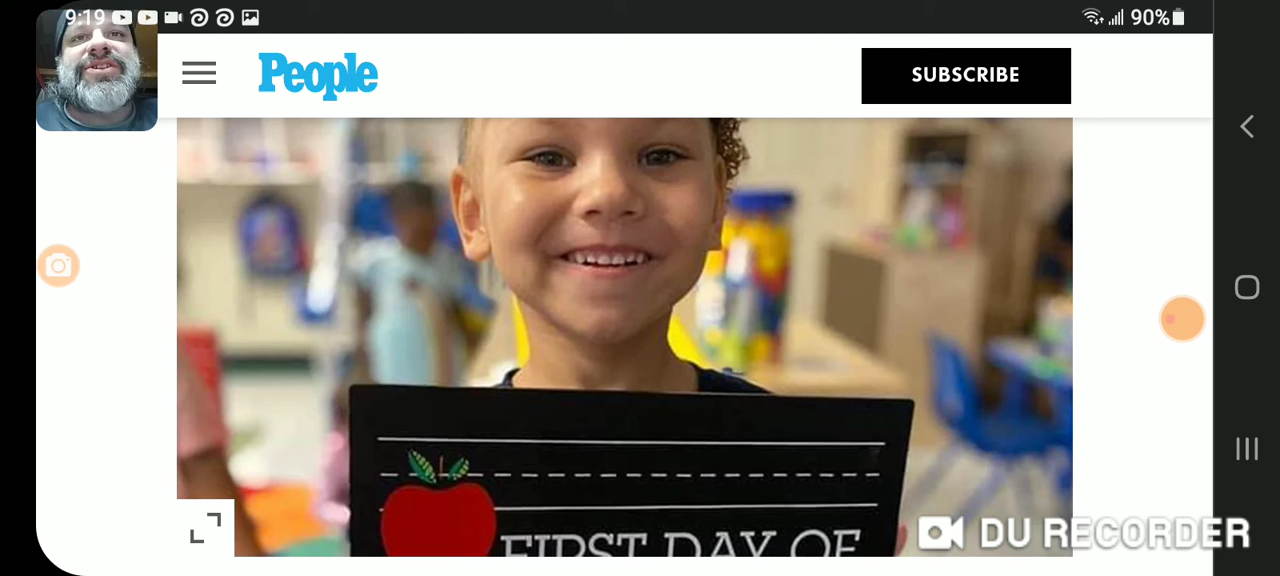 9:19
90%
People
SUBSCRIBE
FIRST DAY OF
DU RECORDER